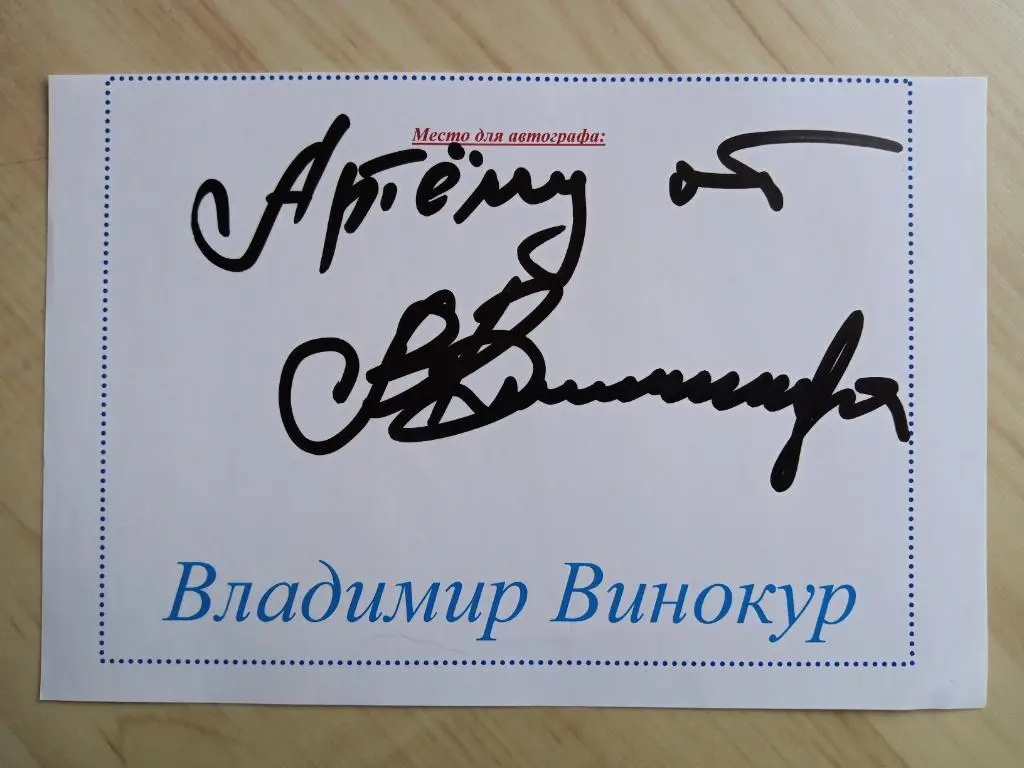 Место для автографа:
Артёму от
Владимир Винокур